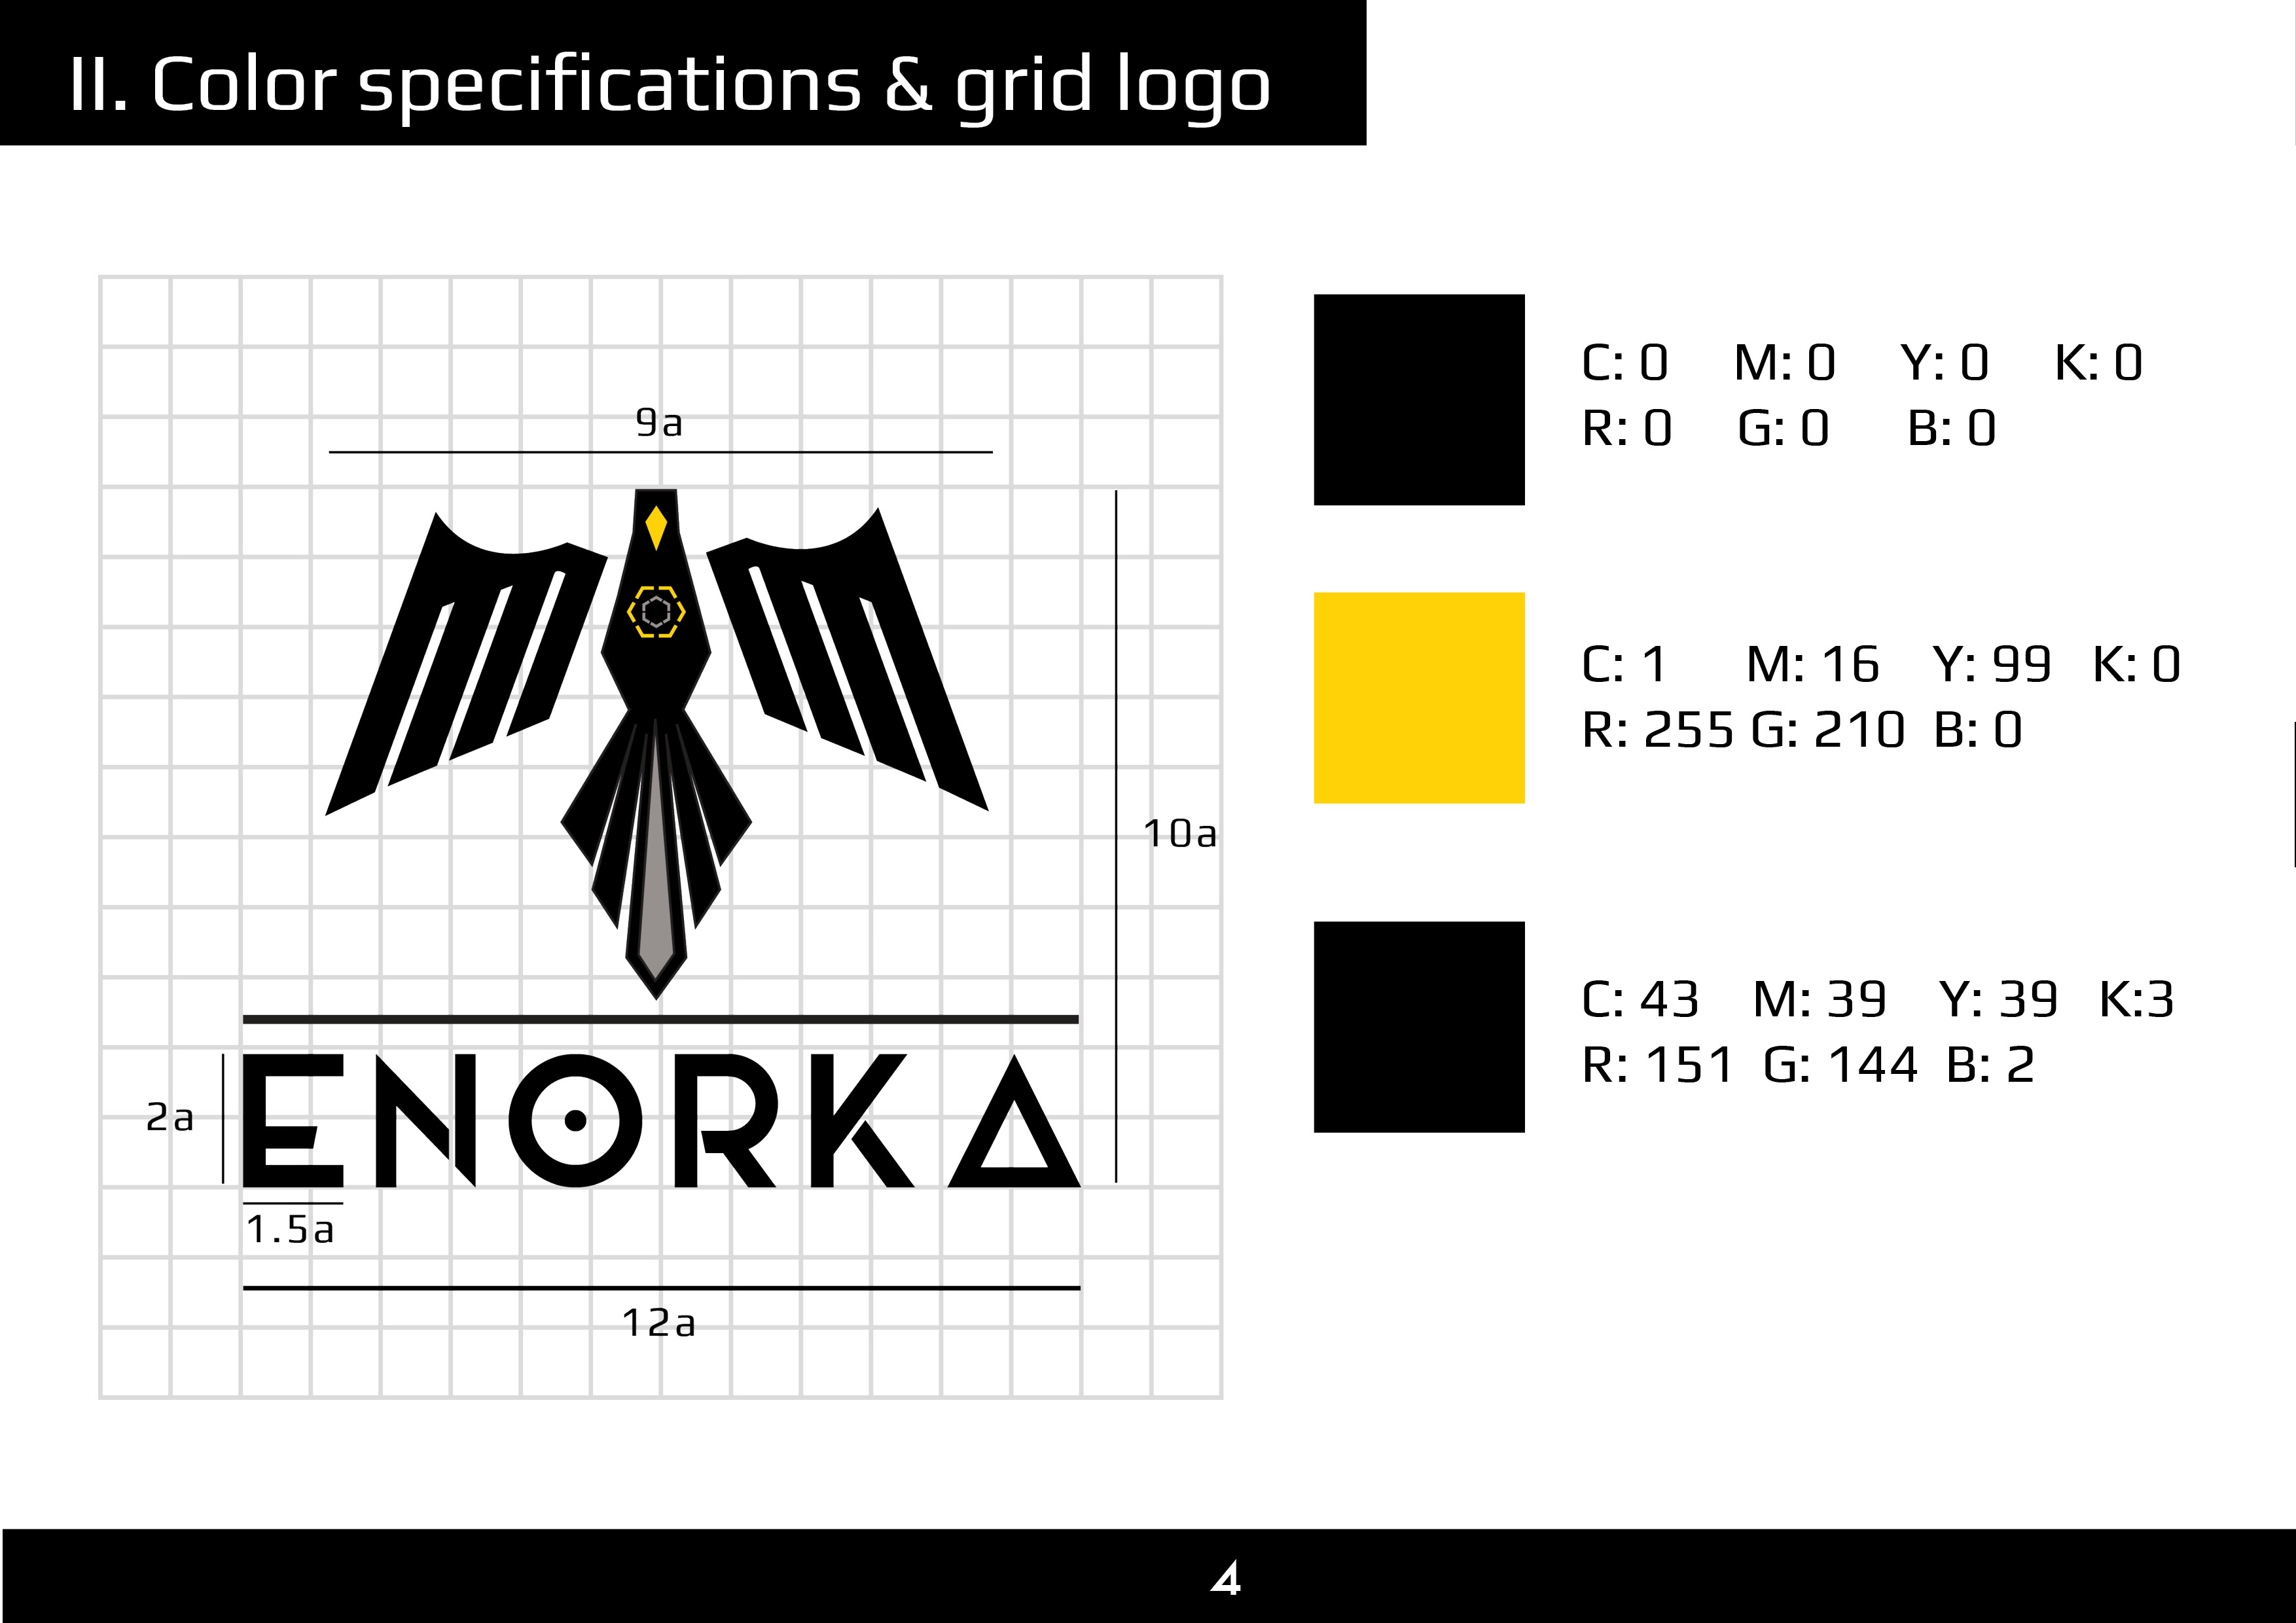 II. Color specifications & grid logo
9a
10a
ENORKA
2a
1.5a
12a
C: 0 M: 0 Y: 0 K: 0
R: 0 G: 0 B: 0
C: 1 M: 16 Y: 99 K: 0
R: 255 G: 210 B: 0
C: 43 M: 39 Y: 39 K:3
R: 151 G: 144 B: 2
4